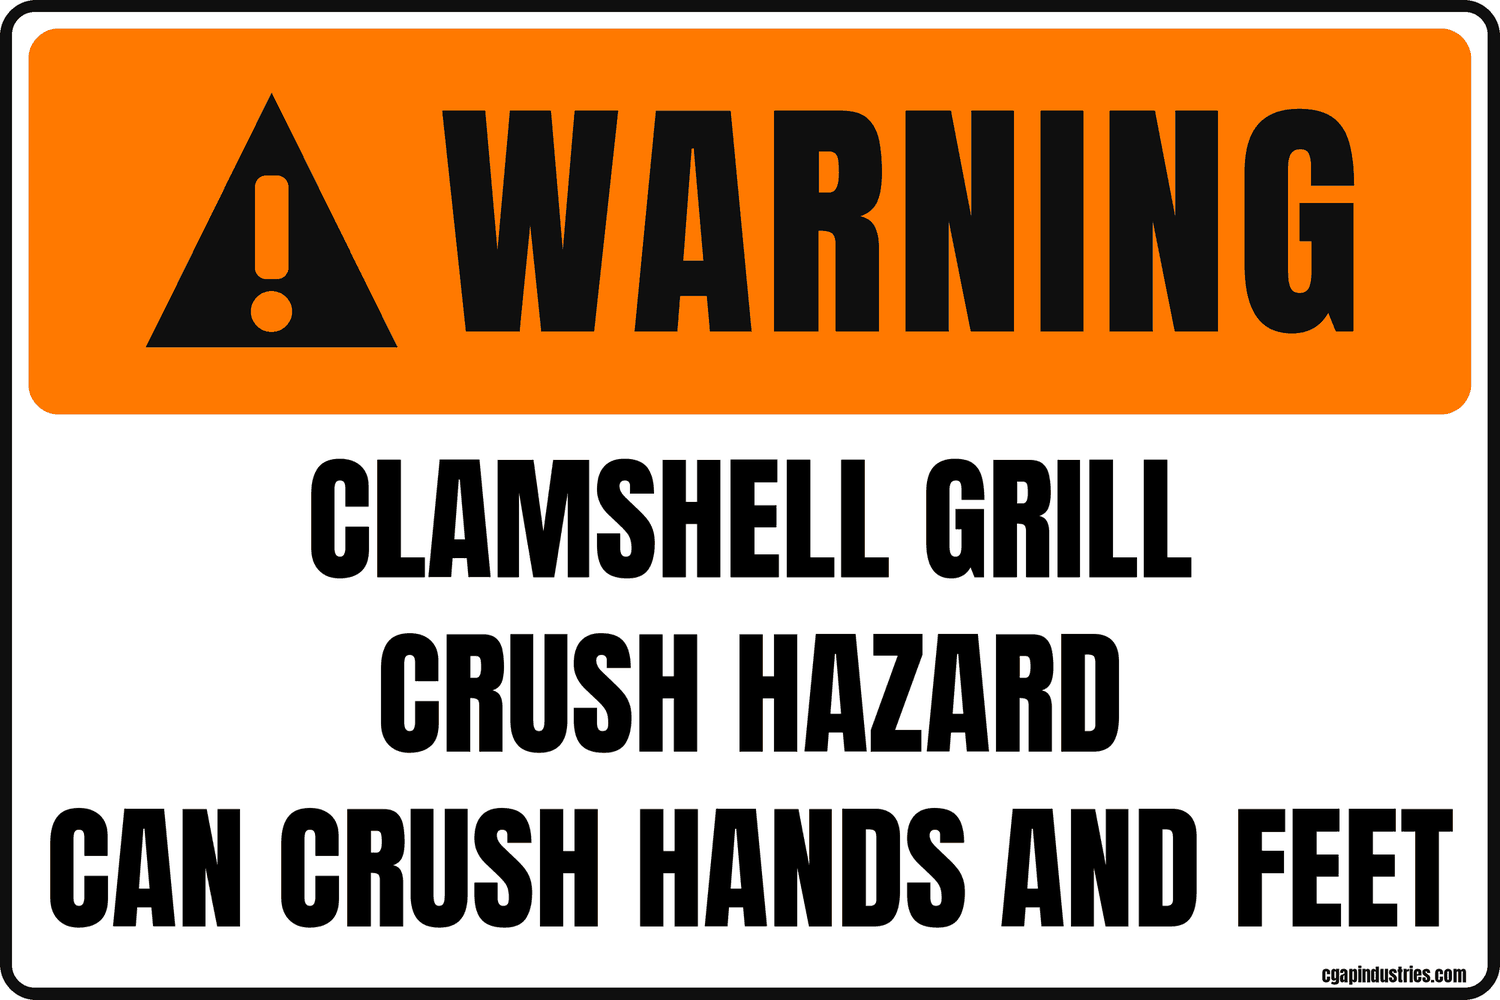 WARNING
CLAMSHELL GRILL
CRUSH HAZARD
CAN CRUSH HANDS AND FEET
cgapindustries.com